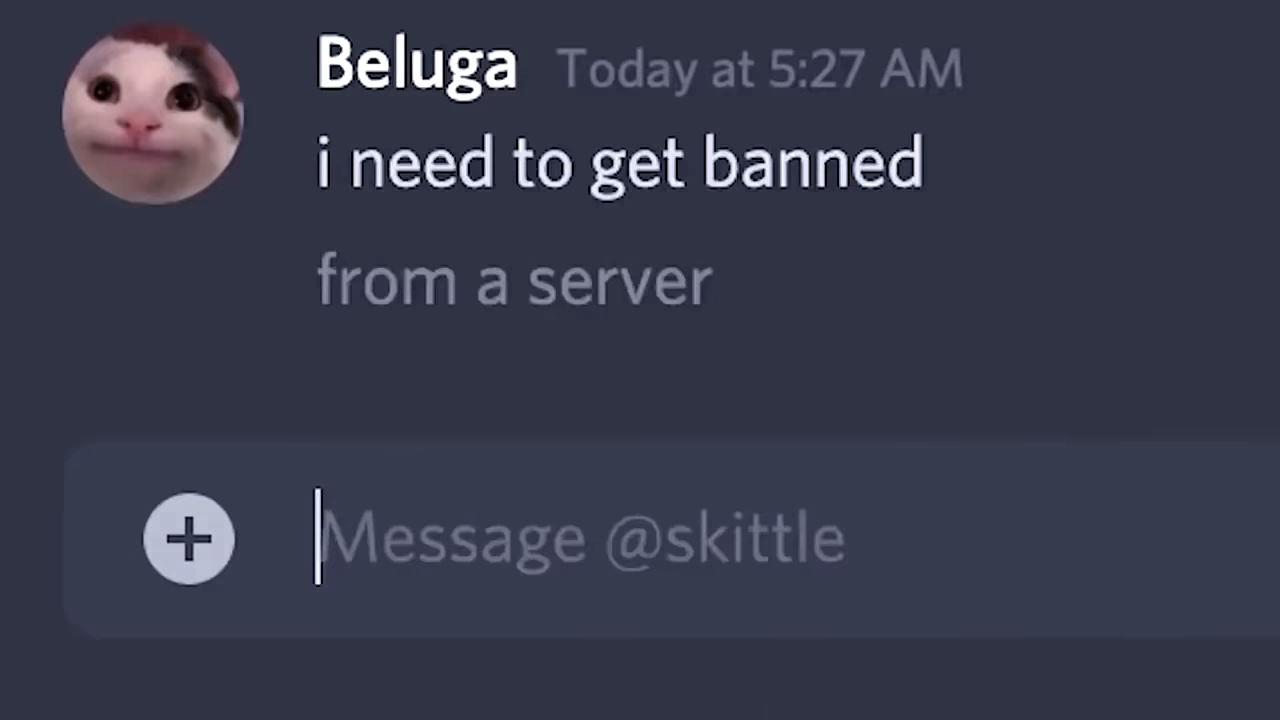 Beluga Today at 5:27 AM
i need to get banned
from a server
Message @skittle